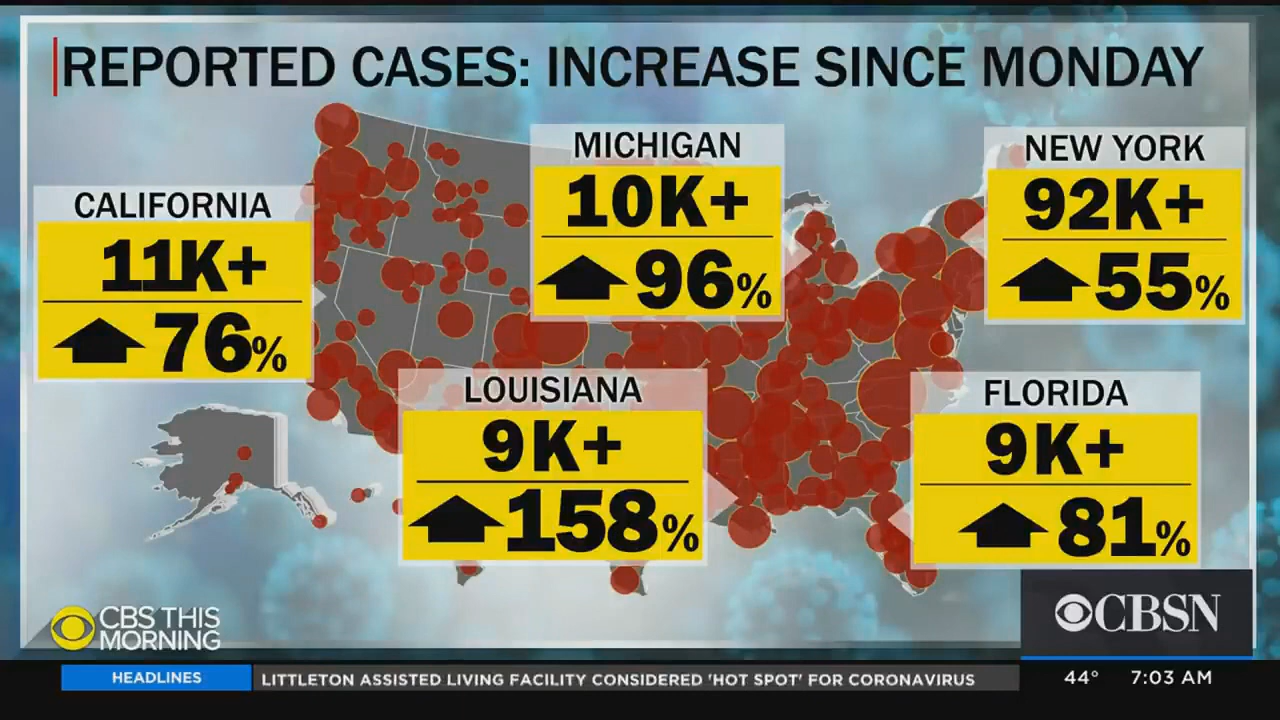 REPORTED CASES: INCREASE SINCE MONDAY
CALIFORNIA
11K+
76%
MICHIGAN
10K+
96%
NEW YORK
92K+
55%
LOUISIANA
9K+
158%
FLORIDA
9K+
81%
CBS THIS
MORNING
CBSN
HEADLINES
LITTLETON ASSISTED LIVING FACILITY CONSIDERED 'HOT SPOT' FOR CORONAVIRUS
44° 7:03 AM